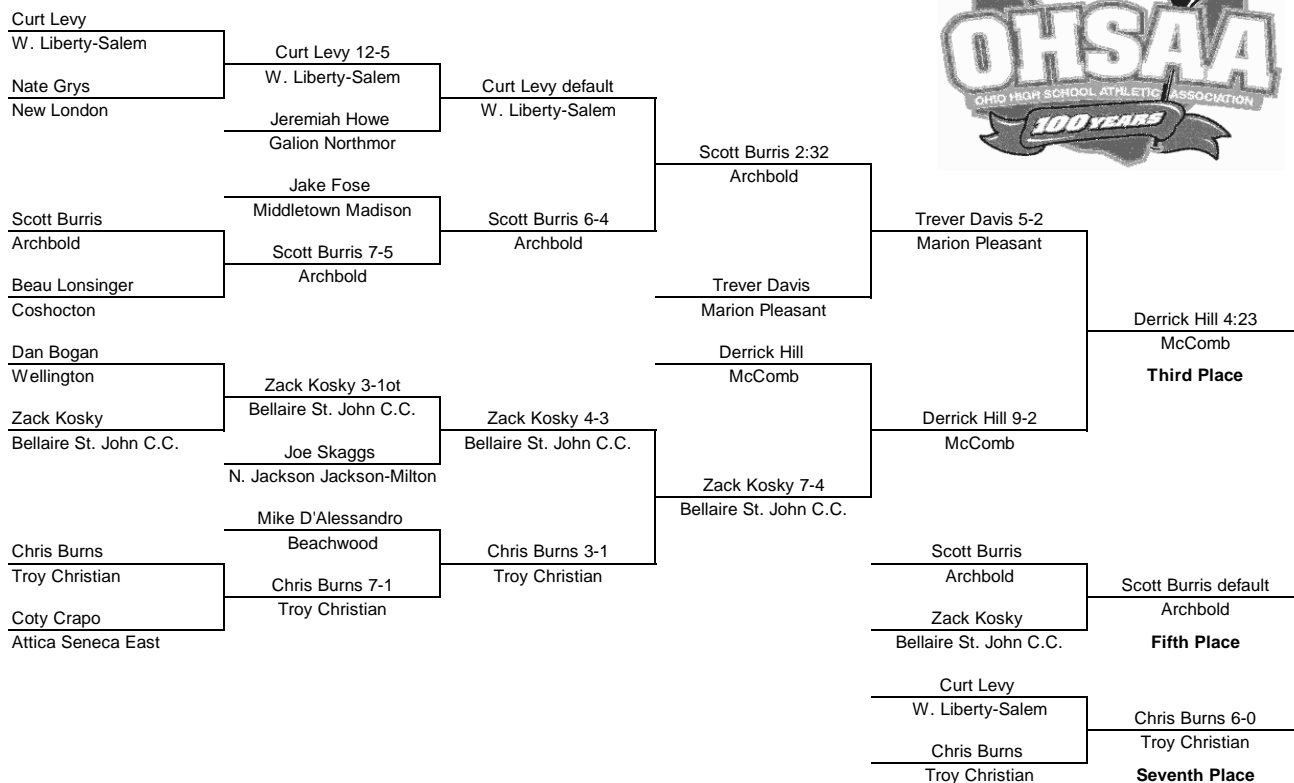 Curt Levy
W. Liberty-Salem
Nate Grys
New London
Scott Burris
Archbold
Beau Lonsinger
Coshocton
Dan Bogan
Wellington
Zack Kosky
Bellaire St. John C.C.
Chris Burns
Troy Christian
Coty Crapo
Attica Seneca East
Curt Levy 12-5
W. Liberty-Salem
Jeremiah Howe
Galion Northmor
Jake Fose
Middletown Madison
Scott Burris 7-5
Archbold
Zack Kosky 3-1ot
Bellaire St. John C.C.
Joe Skaggs
N. Jackson Jackson-Milton
Mike D'Alessandro
Beachwood
Chris Burns 7-1
Troy Christian
Curt Levy default
W. Liberty-Salem
Scott Burris 6-4
Archbold
Zack Kosky 4-3
Bellaire St. John C.C.
Chris Burns 3-1
Troy Christian
Scott Burris 2:32
Archbold
Trever Davis
Marion Pleasant
Derrick Hill
McComb
Zack Kosky 7-4
Bellaire St. John C.C.
Trever Davis 5-2
Marion Pleasant
Derrick Hill 9-2
McComb
Derrick Hill 4:23
McComb
Third Place
Scott Burris
Archbold
Zack Kosky
Bellaire St. John C.C.
Scott Burris default
Archbold
Fifth Place
Curt Levy
W. Liberty-Salem
Chris Burns
Troy Christian
Chris Burns 6-0
Troy Christian
Seventh Place
OHSAA
OHIO HIGH SCHOOL ATHLETIC ASSOCIATION
100 YEARS